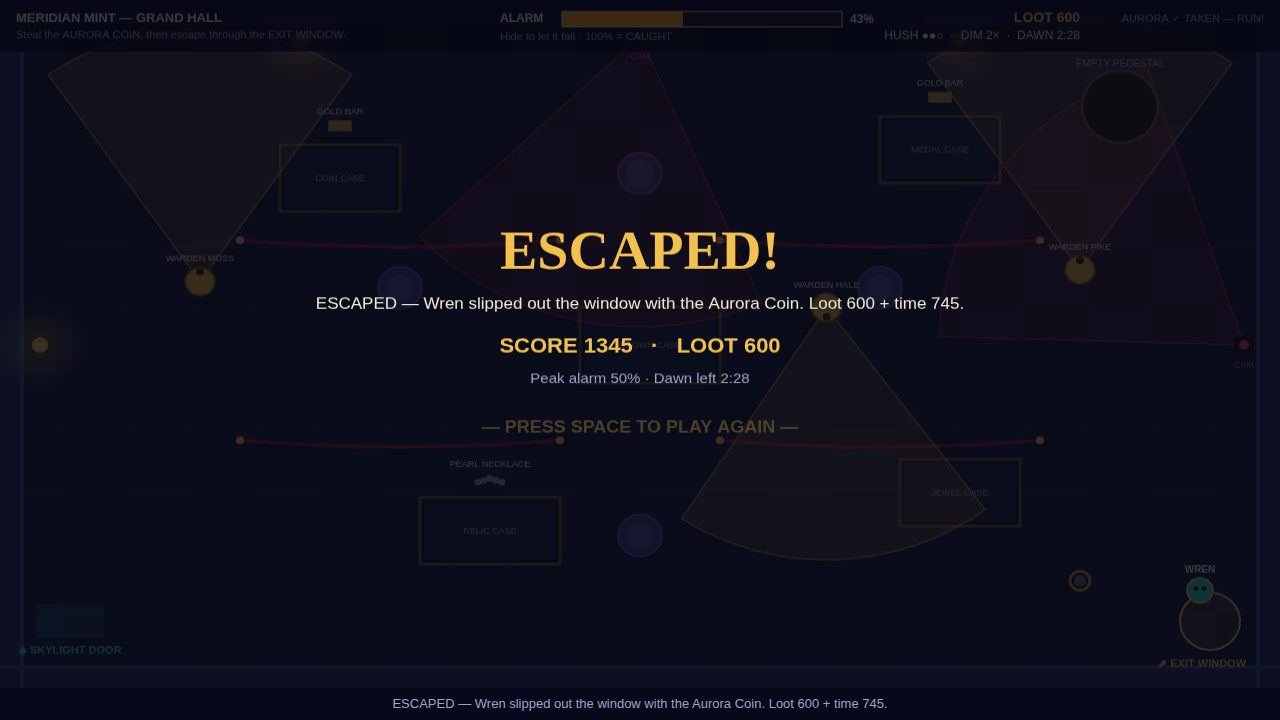 MERIDIAN MINT — GRAND HALL
Steal the AURORA COIN, then escape through the EXIT WINDOW.
ALARM
43%
Hide to let it fall · 100% = CAUGHT
LOOT 600
HUSH ●●○ · DIM 2× · DAWN 2:28
AURORA ✓ TAKEN — RUN!
CAM
EMPTY PEDESTAL
GOLD BAR
GOLD BAR
COIN CASE
MEDAL CASE
WARDEN MOSS
WARDEN PIKE
WARDEN HALE
ESCAPED!
ESCAPED — Wren slipped out the window with the Aurora Coin. Loot 600 + time 745.
SCORE 1345 · LOOT 600
CAM
Peak alarm 50% · Dawn left 2:28
— PRESS SPACE TO PLAY AGAIN —
PEARL NECKLACE
JEWEL CASE
RELIC CASE
WREN
◆ SKYLIGHT DOOR
⬈ EXIT WINDOW
ESCAPED — Wren slipped out the window with the Aurora Coin. Loot 600 + time 745.